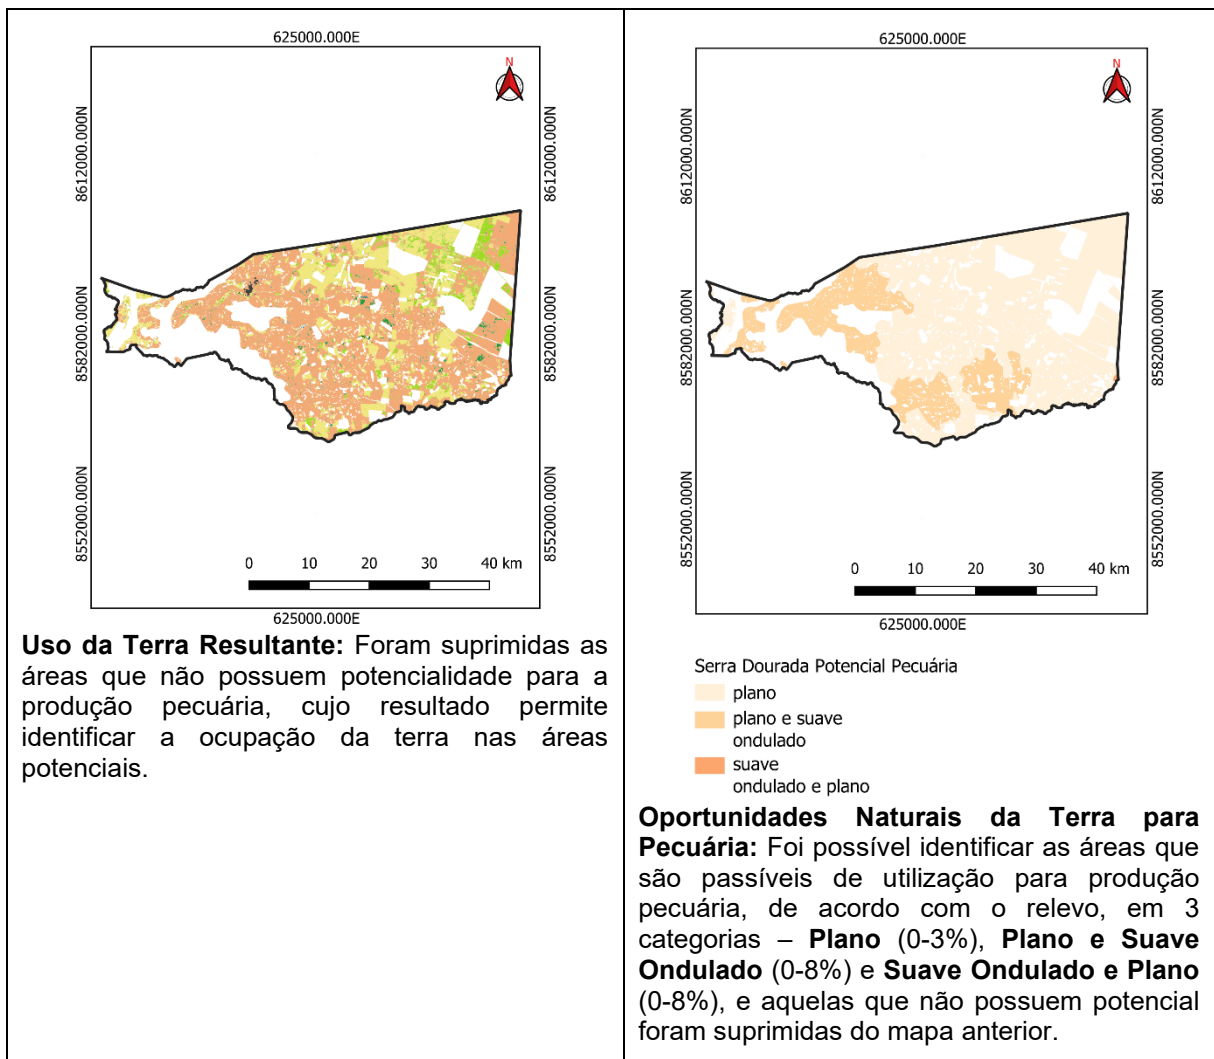 625000.000E
N
8612000.000N
8612000.000N
8582000.000N
8582000.000N
8552000.000N
8552000.000N
0 10 20 30 40 km
625000.000E
Uso da Terra Resultante: Foram suprimidas as
áreas que não possuem potencialidade para a
produção pecuária, cujo resultado permite
identificar a ocupação da terra nas áreas
potenciais.
625000.000E
N
8612000.000N
8612000.000N
8582000.000N
8582000.000N
8552000.000N
8552000.000N
0 10 20 30 40 km
625000.000E
Serra Dourada Potencial Pecuária
plano
plano e suave
ondulado
suave
ondulado e plano
Oportunidades Naturais da Terra para
Pecuária: Foi possível identificar as áreas que
são passíveis de utilização para produção
pecuária, de acordo com o relevo, em 3
categorias – Plano (0-3%), Plano e Suave
Ondulado (0-8%) e Suave Ondulado e Plano
(0-8%), e aquelas que não possuem potencial
foram suprimidas do mapa anterior.